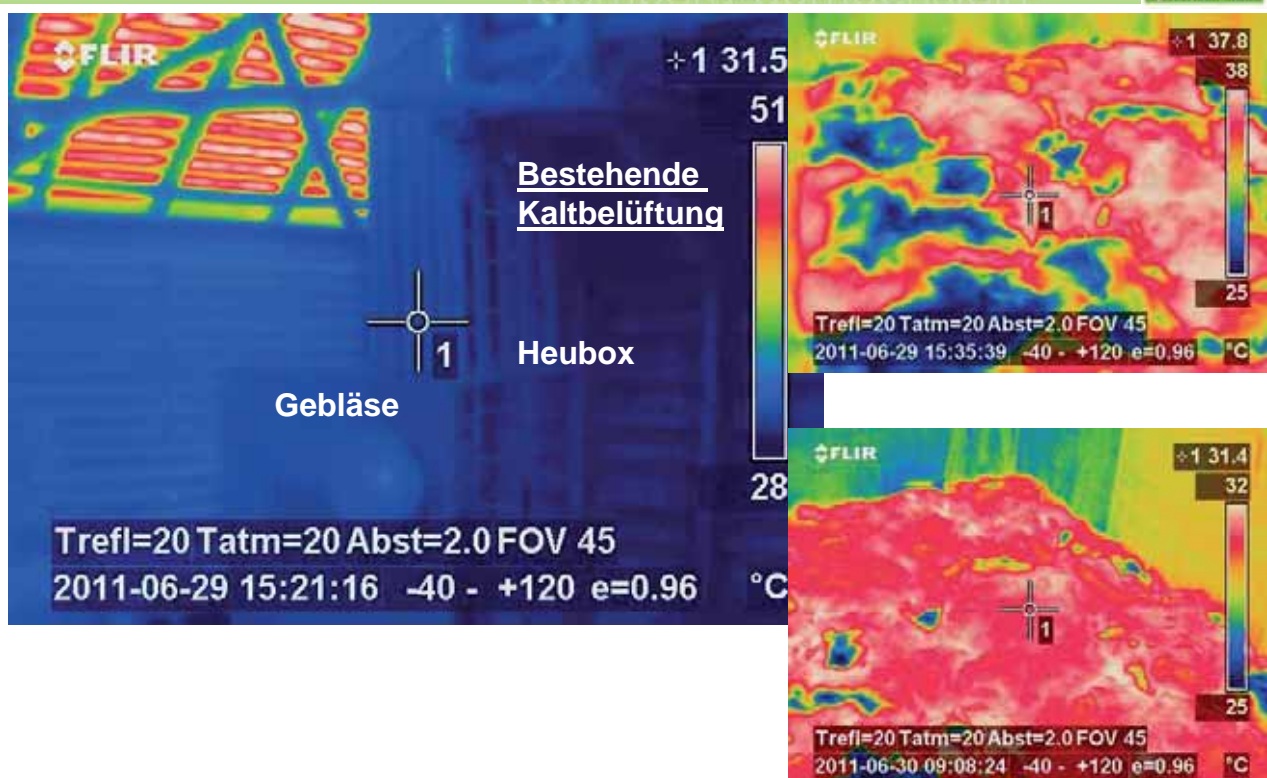 FLIR
+1 31.5
51
Bestehende
Kaltbelüftung
Heubox
1
Gebläse
28
Trefl=20 Tatm=20 Abst=2.0 FOV 45
2011-06-29 15:21:16 -40 - +120 e=0.96 °C
FLIR
+1 37.8
38
1
25
Trefl=20 Tatm=20 Abst=2.0 FOV 45
2011-06-29 15:35:39 -40 - +120 e=0.96 °C
FLIR
+1 31.4
32
1
25
Trefl=20 Tatm=20 Abst=2.0 FOV 45
2011-06-30 09:08:24 -40 - +120 e=0.96 °C